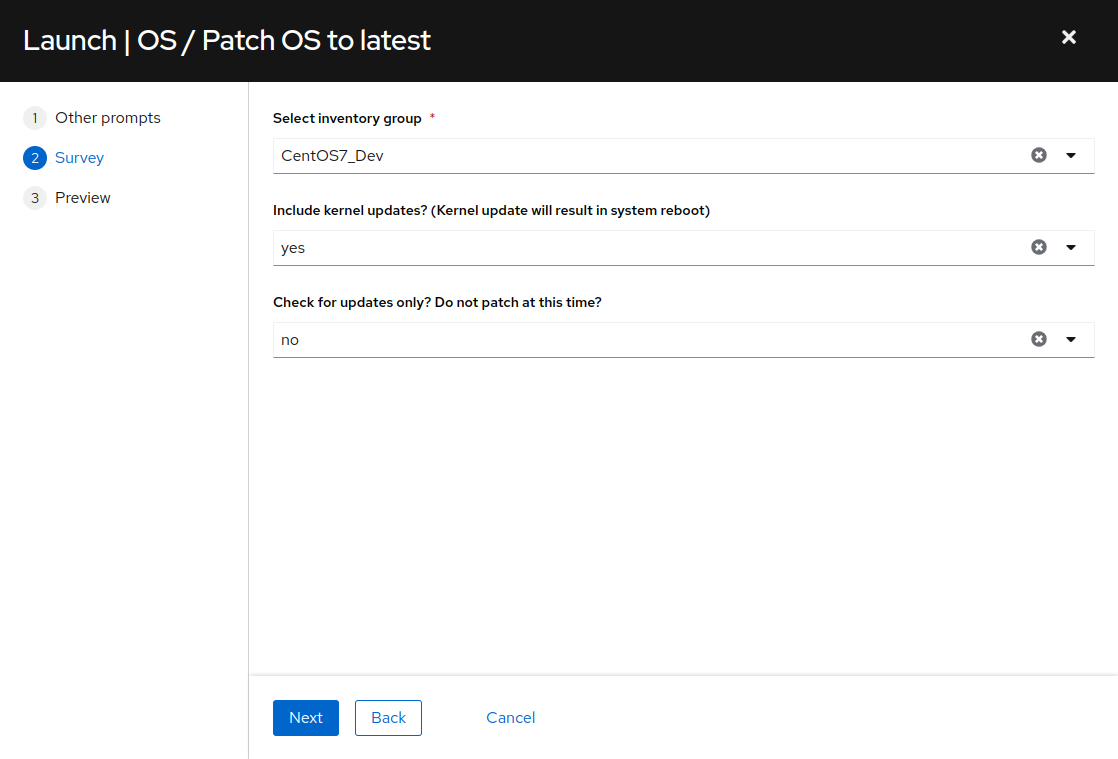 Launch | OS / Patch OS to latest
1 Other prompts
2 Survey
3 Preview
Select inventory group *
CentOS7_Dev
Include kernel updates? (Kernel update will result in system reboot)
yes
Check for updates only? Do not patch at this time?
no
Next Back Cancel